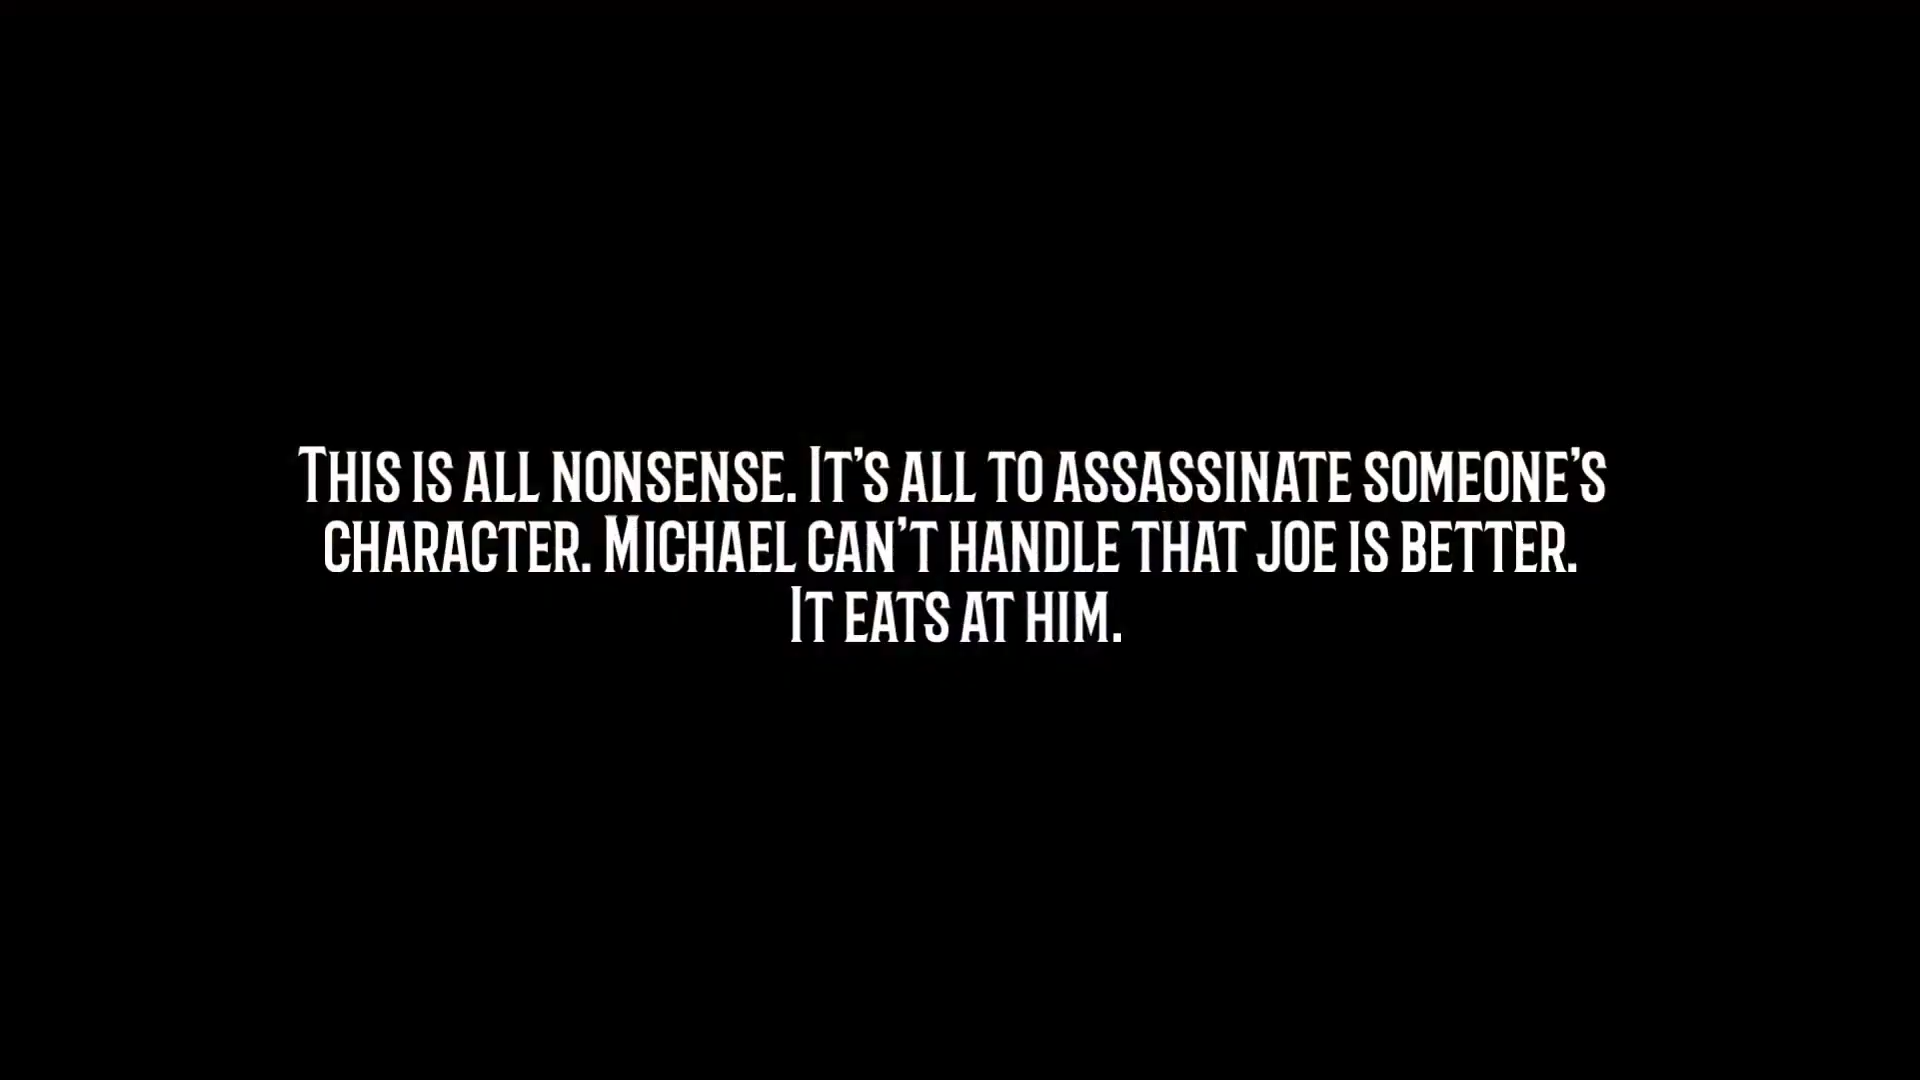 This is all nonsense. It’s all to assassinate someone’s
character. Michael can’t handle that joe is better.
It eats at him.